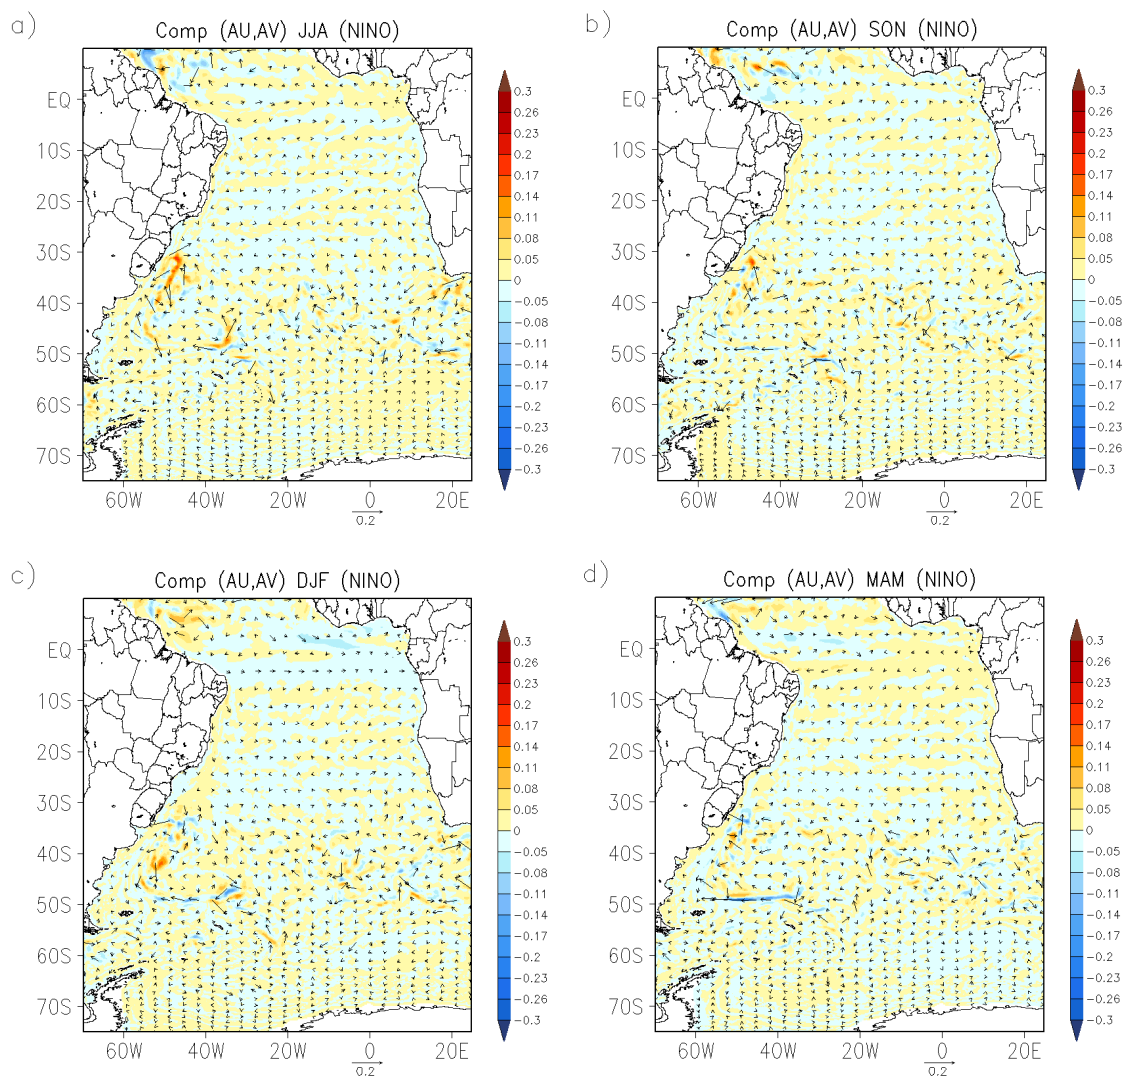 a)
Comp (AU,AV) JJA (NINO)
EQ
10S
20S
30S
40S
50S
60S
70S
60W 40W 20W 0 20E
0.2
0.3
0.26
0.23
0.2
0.17
0.14
0.11
0.08
0.05
0
−0.05
−0.08
−0.11
−0.14
−0.17
−0.2
−0.23
−0.26
−0.3
b)
Comp (AU,AV) SON (NINO)
EQ
10S
20S
30S
40S
50S
60S
70S
60W 40W 20W 0 20E
0.2
0.3
0.26
0.23
0.2
0.17
0.14
0.11
0.08
0.05
0
−0.05
−0.08
−0.11
−0.14
−0.17
−0.2
−0.23
−0.26
−0.3
c)
Comp (AU,AV) DJF (NINO)
EQ
10S
20S
30S
40S
50S
60S
70S
60W 40W 20W 0 20E
0.2
0.3
0.26
0.23
0.2
0.17
0.14
0.11
0.08
0.05
0
−0.05
−0.08
−0.11
−0.14
−0.17
−0.2
−0.23
−0.26
−0.3
d)
Comp (AU,AV) MAM (NINO)
EQ
10S
20S
30S
40S
50S
60S
70S
60W 40W 20W 0 20E
0.2
0.3
0.26
0.23
0.2
0.17
0.14
0.11
0.08
0.05
0
−0.05
−0.08
−0.11
−0.14
−0.17
−0.2
−0.23
−0.26
−0.3